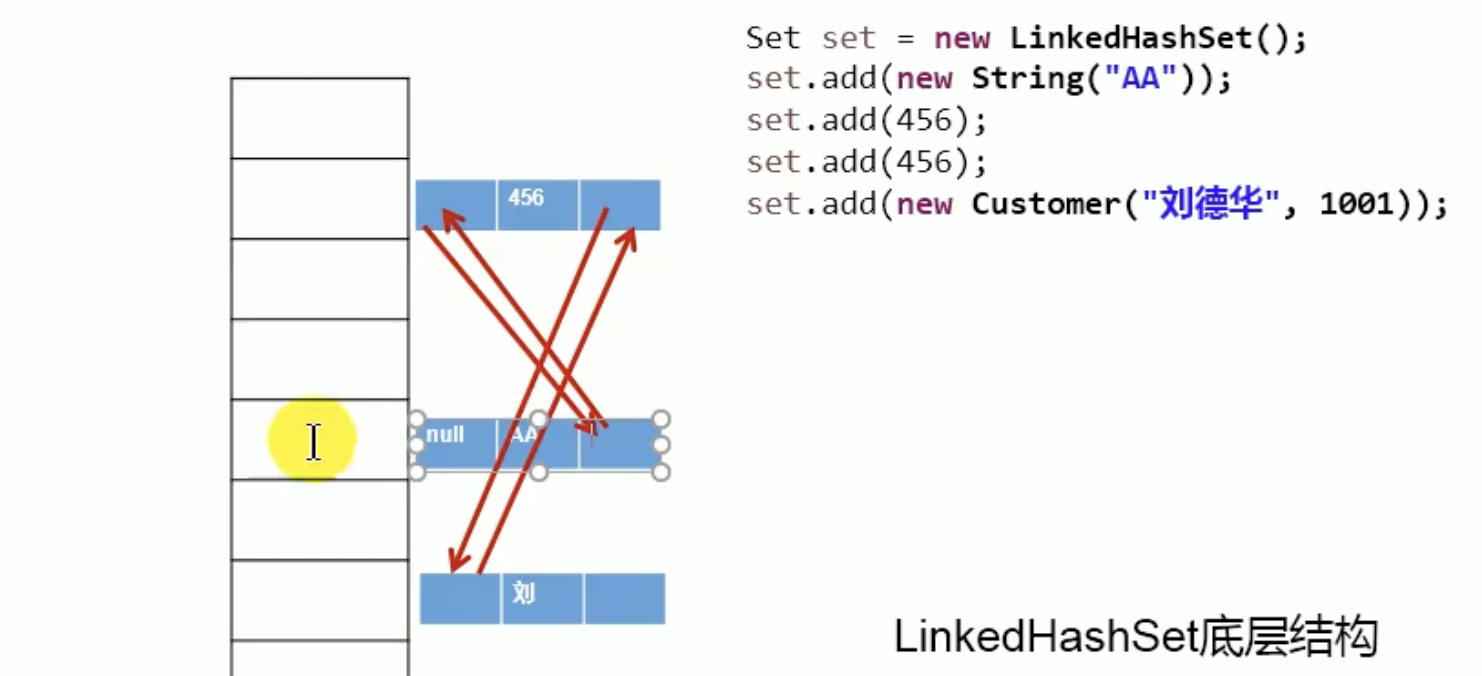 Set set = new LinkedHashSet();
set.add(new String("AA"));
set.add(456);
set.add(456);
set.add(new Customer("刘德华", 1001));
456
null AA
刘
LinkedHashSet底层结构